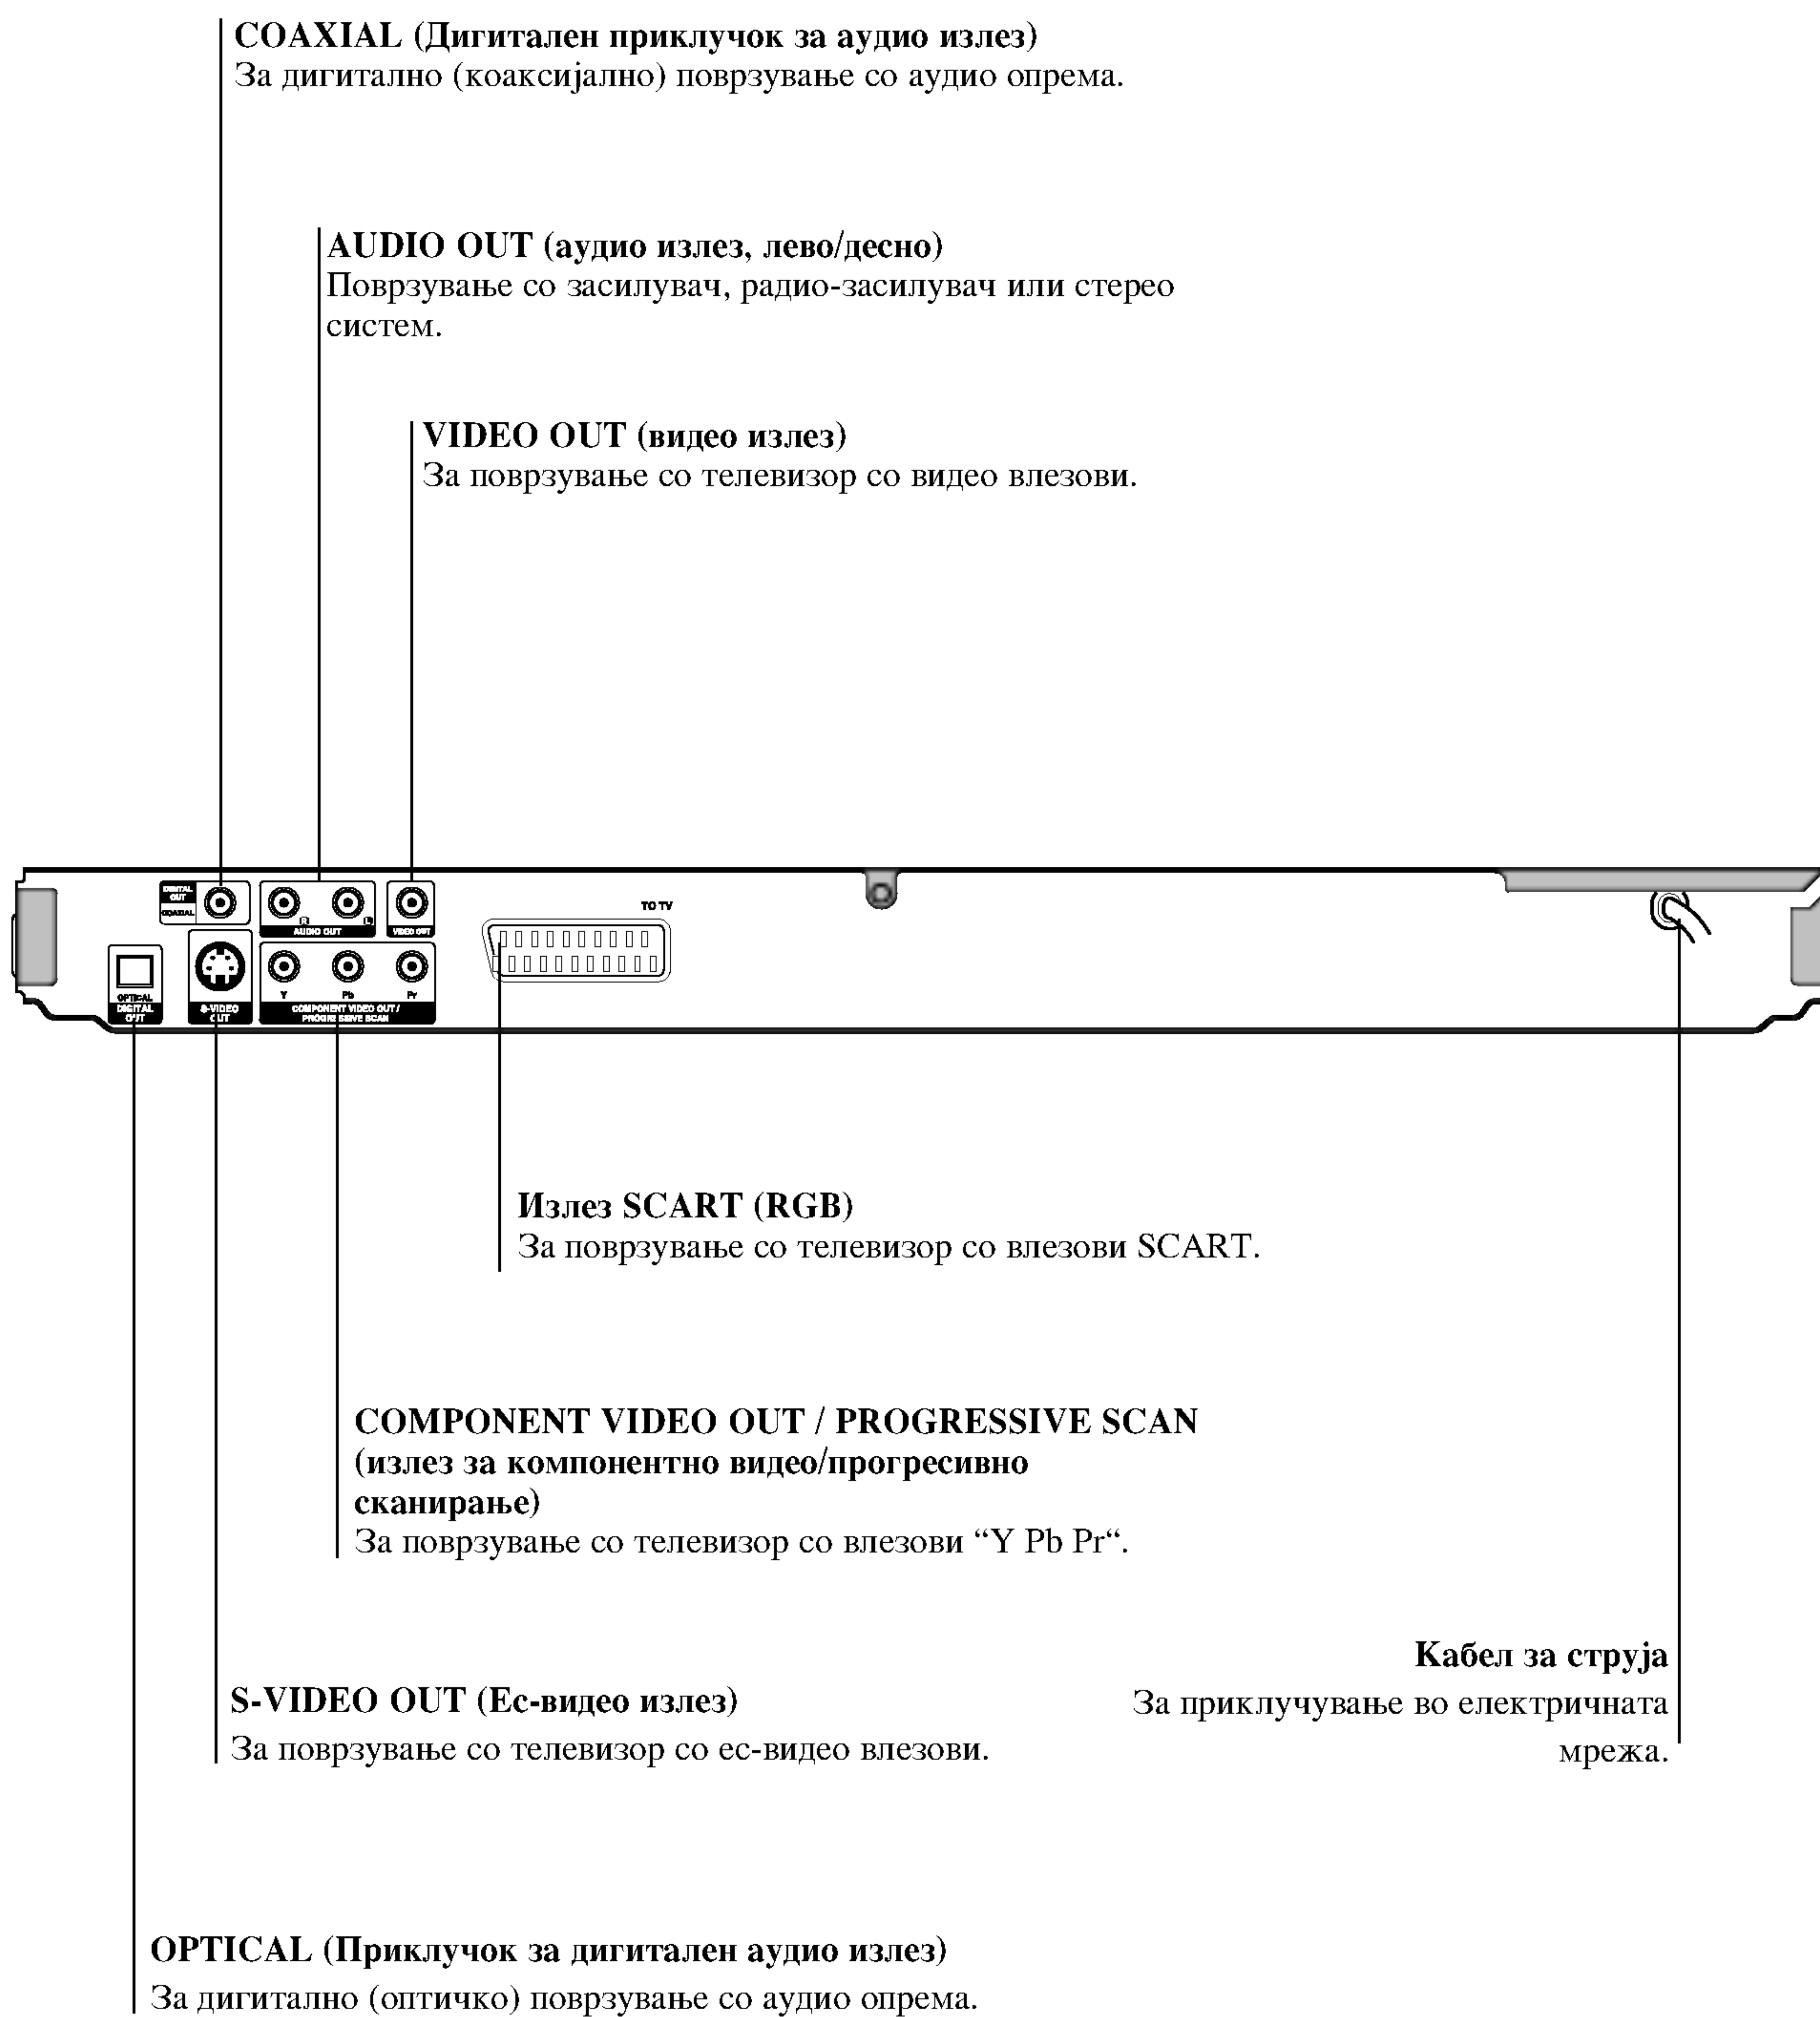 COAXIAL (Дигитален приклучок за аудио излез)
За дигитално (коаксијално) поврзување со аудио опрема.
AUDIO OUT (аудио излез, лево/десно)
Поврзување со засилувач, радио-засилувач или стерео
систем.
VIDEO OUT (видео излез)
За поврзување со телевизор со видео влезови.
DIGITAL
OUT
COAXIAL
R
L
AUDIO OUT
VIDEO OUT
TO TV
OPTICAL
DIGITAL
OUT
S-VIDEO
OUT
Y
Pb
Pr
COMPONENT VIDEO OUT /
PROGRESSIVE SCAN
Излез SCART (RGB)
За поврзување со телевизор со влезови SCART.
COMPONENT VIDEO OUT / PROGRESSIVE SCAN
(излез за компонентно видео/прогресивно
сканирање)
За поврзување со телевизор со влезови “Y Pb Pr“.
Кабел за струја
За приклучување во електричната
мрежа.
S-VIDEO OUT (Ес-видео излез)
За поврзување со телевизор со ес-видео влезови.
OPTICAL (Приклучок за дигитален аудио излез)
За дигитално (оптичко) поврзување со аудио опрема.